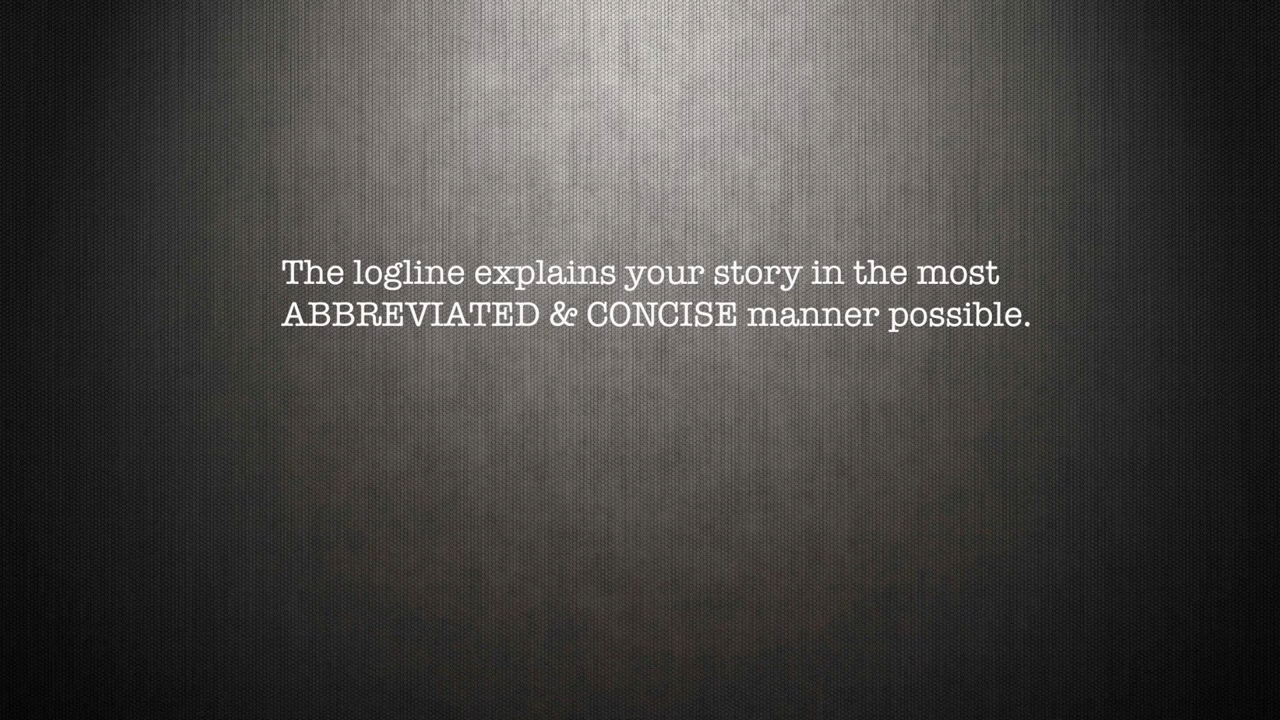 The logline explains your story in the most
ABBREVIATED & CONCISE manner possible.